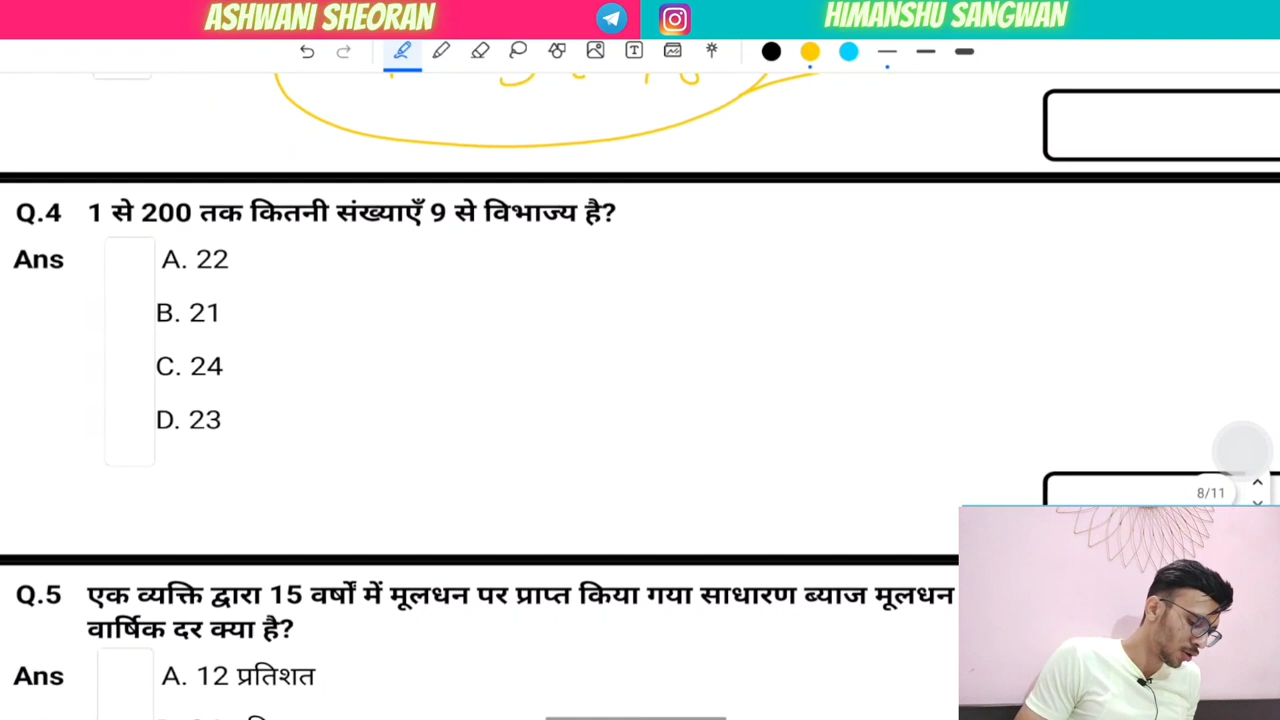 ASHWANI SHEORAN
HIMANSHU SANGWAN
Q.4 1 से 200 तक कितनी संख्याएँ 9 से विभाज्य है?
Ans A. 22
B. 21
C. 24
D. 23
8/11
Q.5 एक व्यक्ति द्वारा 15 वर्षों में मूलधन पर प्राप्त किया गया साधारण ब्याज मूलधन
वार्षिक दर क्या है?
Ans A. 12 प्रतिशत